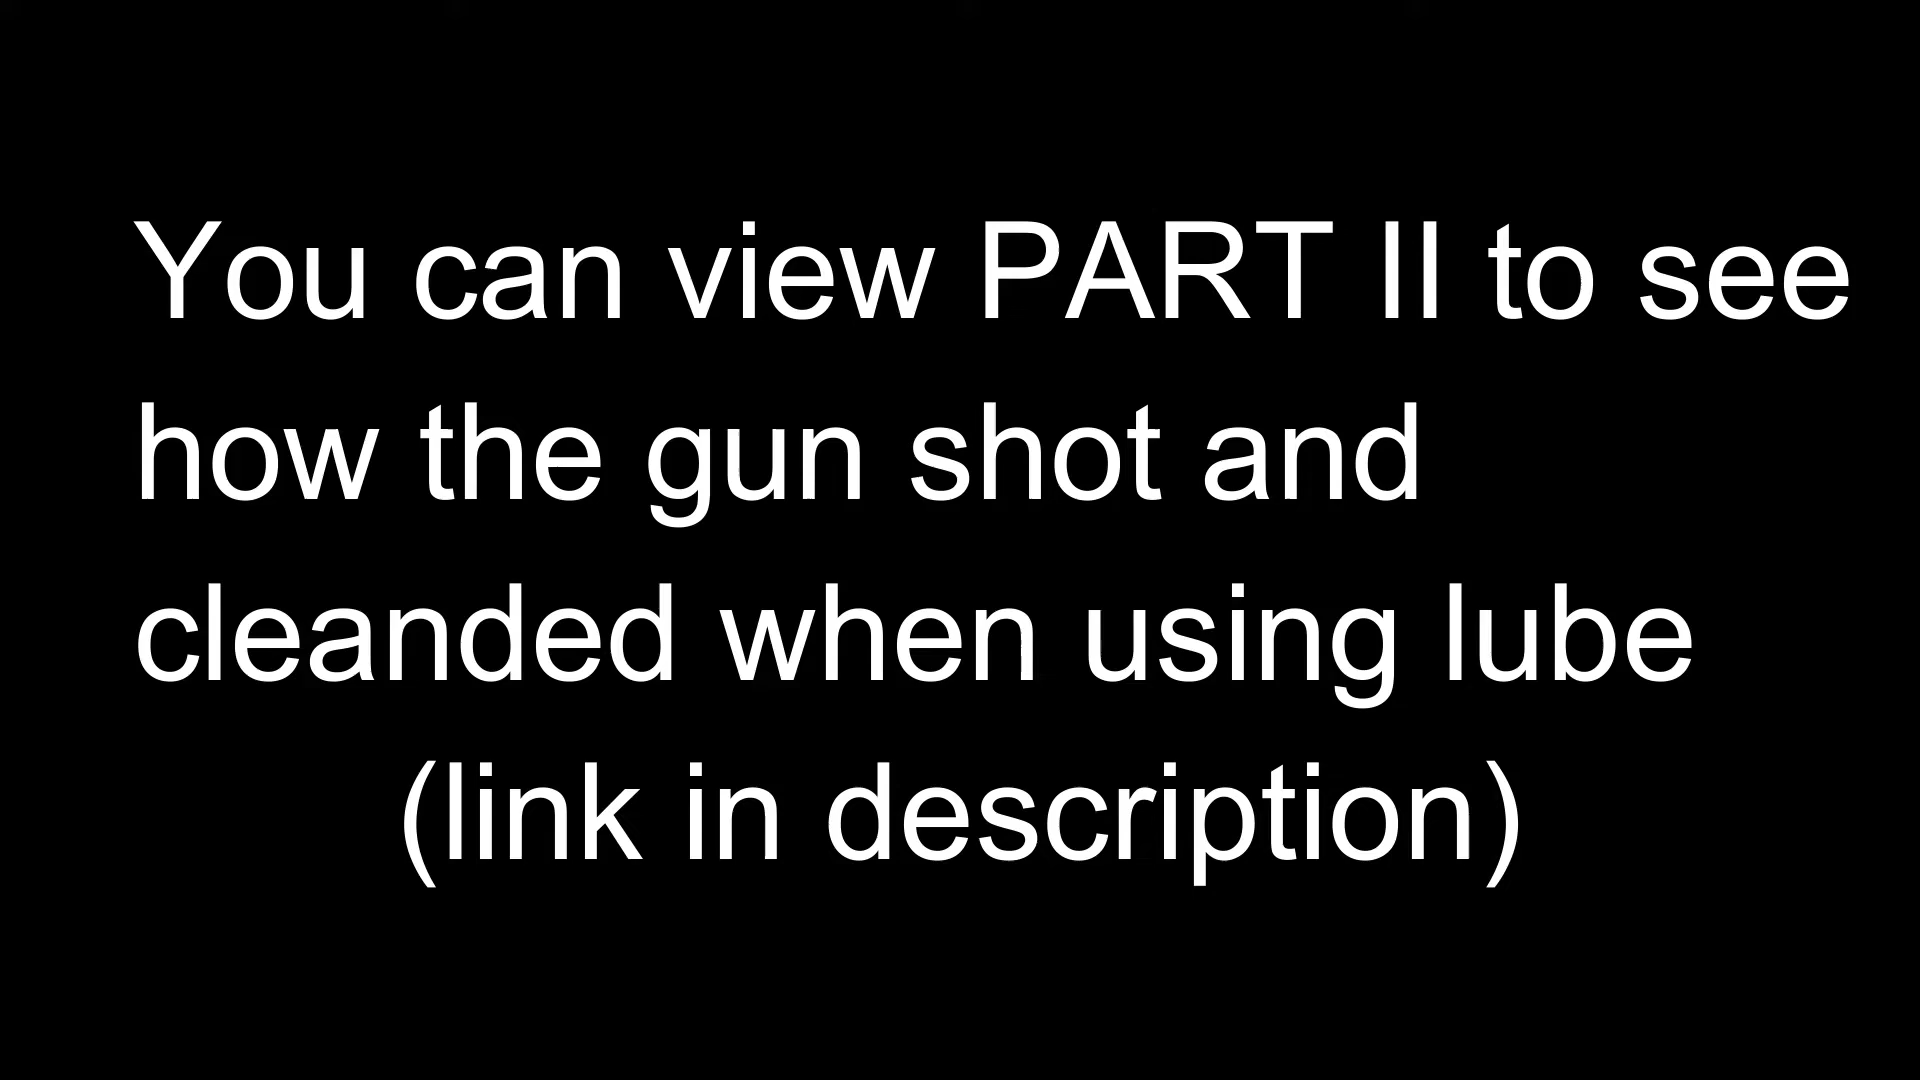 You can view PART II to see
how the gun shot and
cleanded when using lube
(link in description)